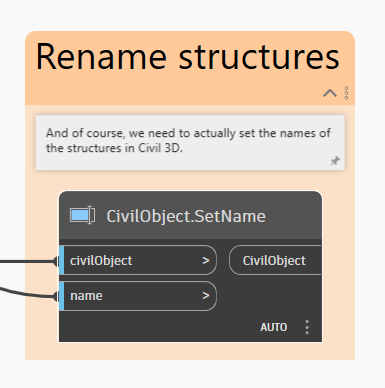 Rename structures
And of course, we need to actually set the names of
the structures in Civil 3D.
CivilObject.SetName
civilObject > CivilObject
name >
AUTO